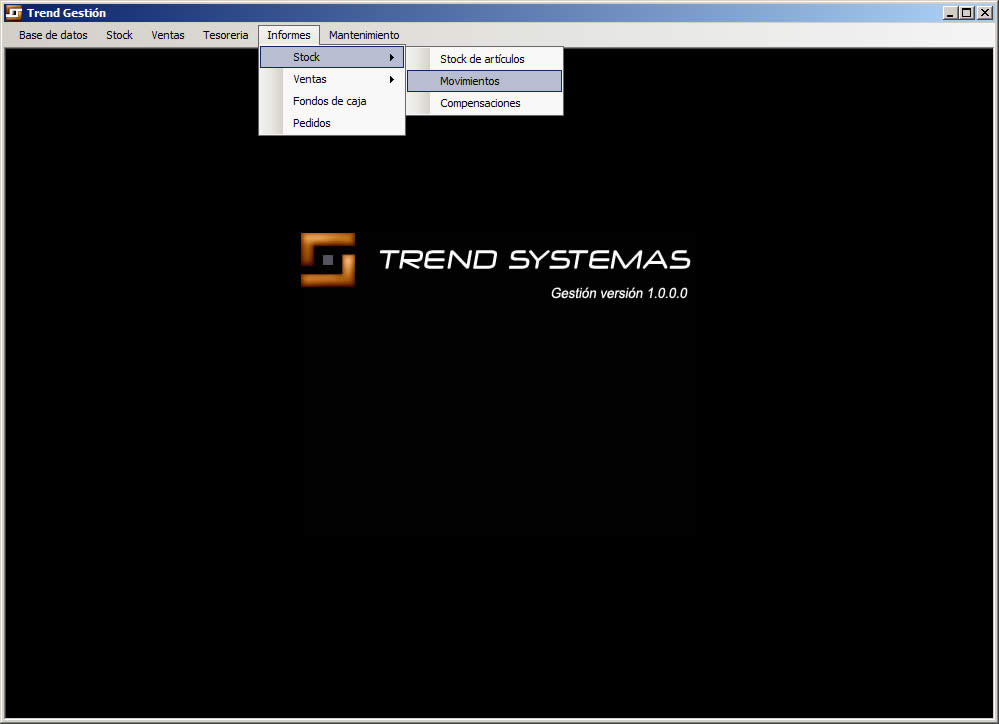 Trend Gestión
Base de datos Stock Ventas Tesoreria Informes Mantenimiento
Stock
Ventas
Fondos de caja
Pedidos
Stock de artículos
Movimientos
Compensaciones
TREND SYSTEMAS
Gestión versión 1.0.0.0